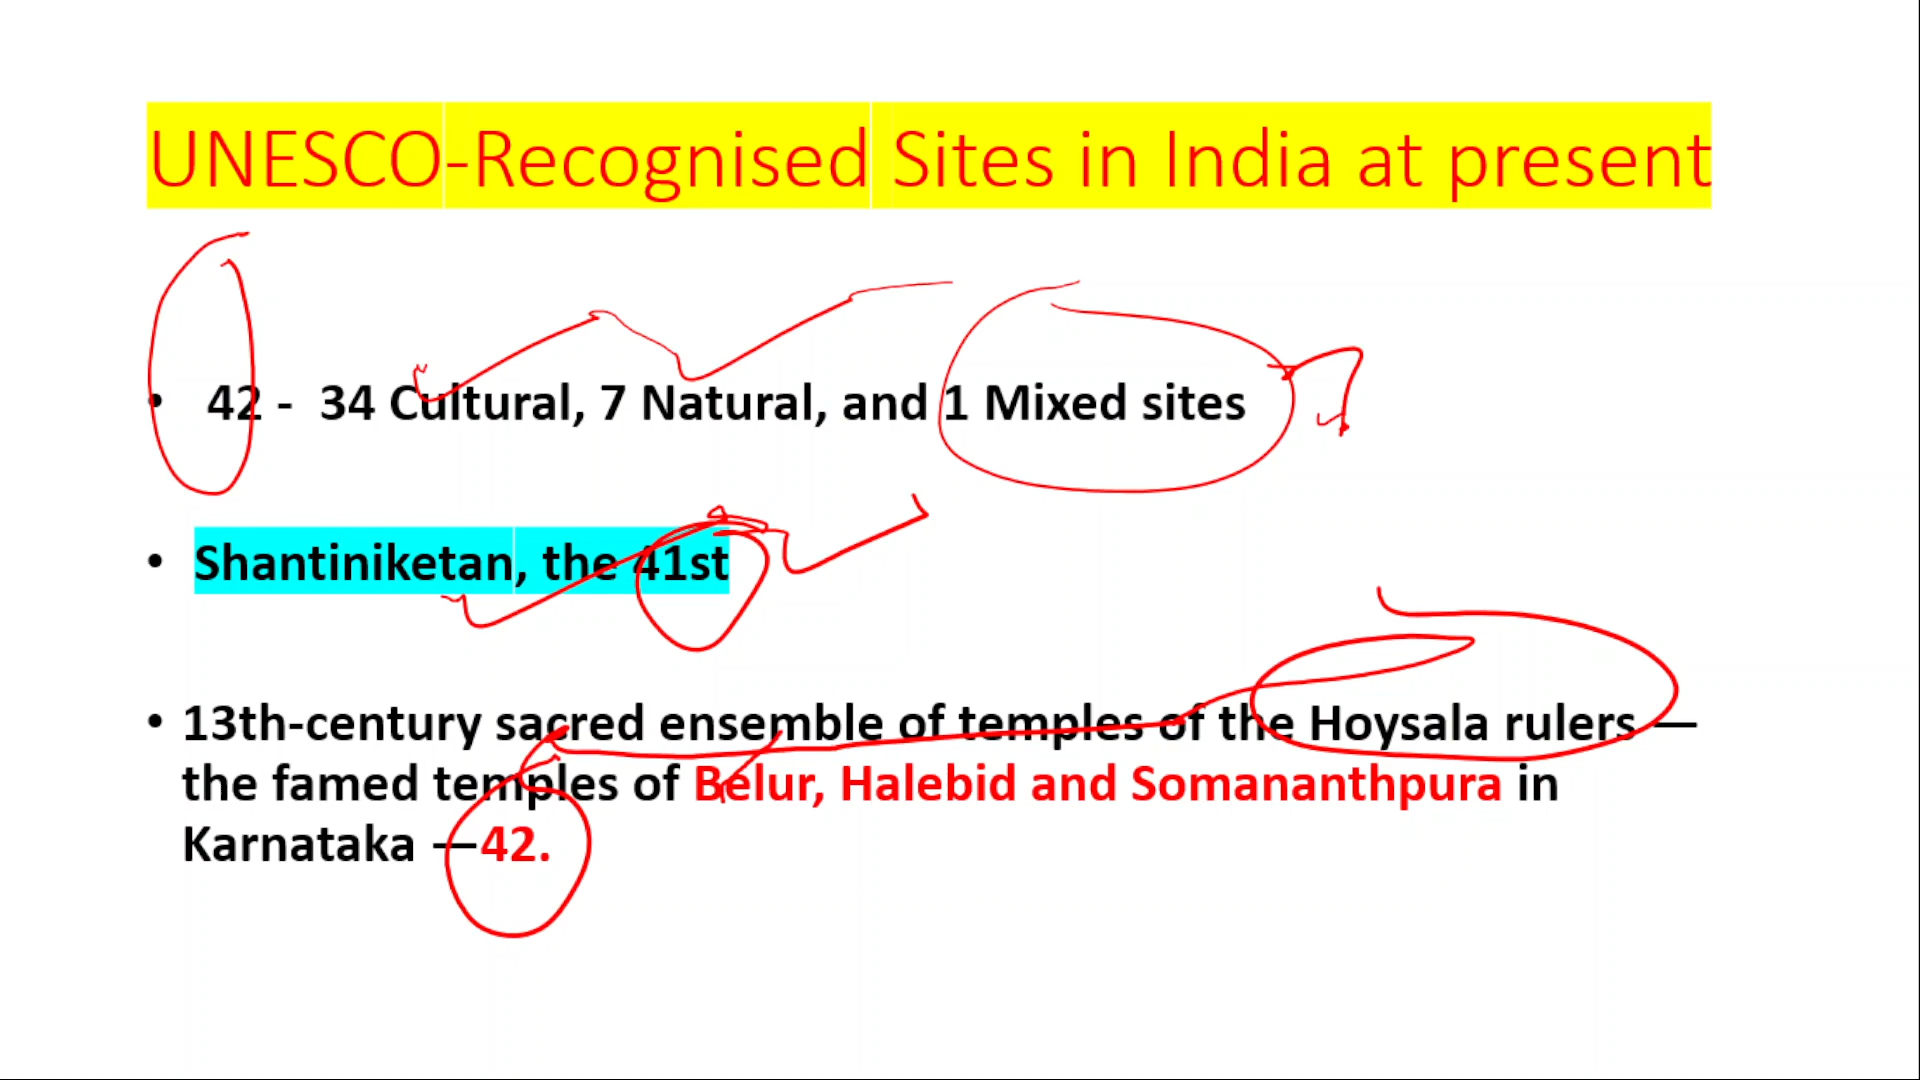 UNESCO-Recognised Sites in India at present
• 42 - 34 Cultural, 7 Natural, and 1 Mixed sites
• Shantiniketan, the 41st
• 13th-century sacred ensemble of temples of the Hoysala rulers —
the famed temples of Belur, Halebid and Somananthpura in
Karnataka —42.